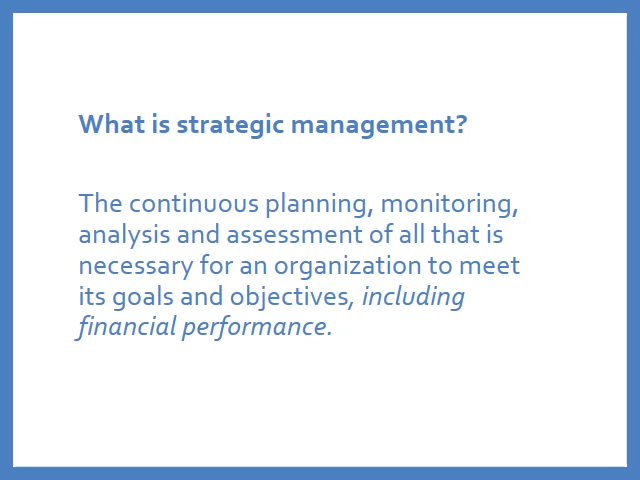 What is strategic management?
The continuous planning, monitoring,
analysis and assessment of all that is
necessary for an organization to meet
its goals and objectives, including
financial performance.